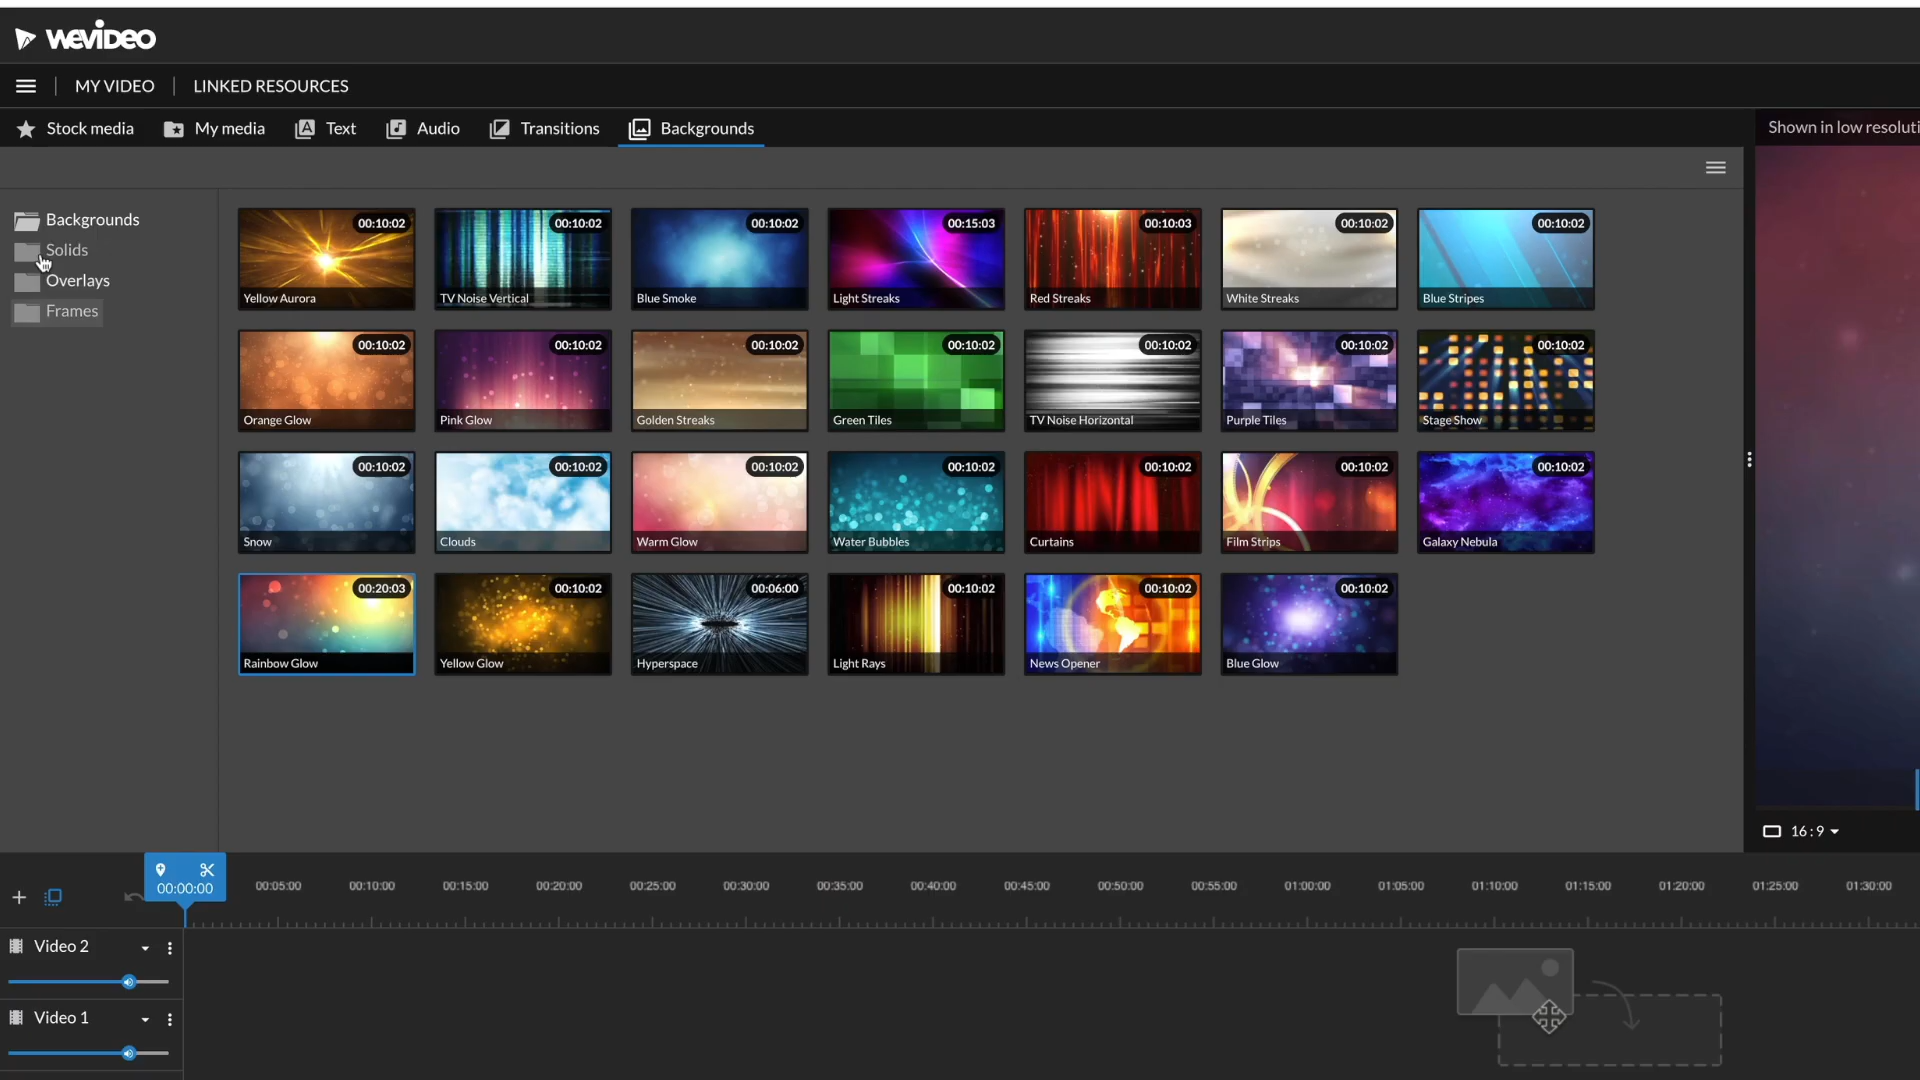 WEVIDEO
MY VIDEO LINKED RESOURCES
Stock media My media Text Audio Transitions Backgrounds
Shown in low resoluti
Backgrounds
Solids
Overlays
Frames
00:10:02 00:10:02 00:10:02 00:15:03 00:10:03 00:10:02 00:10:02
Yellow Aurora TV Noise Vertical Blue Smoke Light Streaks Red Streaks White Streaks Blue Stripes
00:10:02 00:10:02 00:10:02 00:10:02 00:10:02 00:10:02 00:10:02
Orange Glow Pink Glow Golden Streaks Green Tiles TV Noise Horizontal Purple Tiles Stage Show
00:10:02 00:10:02 00:10:02 00:10:02 00:10:02 00:10:02 00:10:02
Snow Clouds Warm Glow Water Bubbles Curtains Film Strips Galaxy Nebula
00:20:03 00:10:02 00:06:00 00:10:02 00:10:02 00:10:02
Rainbow Glow Yellow Glow Hyperspace Light Rays News Opener Blue Glow
16:9
00:00:00 00:05:00 00:10:00 00:15:00 00:20:00 00:25:00 00:30:00 00:35:00 00:40:00 00:45:00 00:50:00 00:55:00 01:00:00 01:05:00 01:10:00 01:15:00 01:20:00 01:25:00 01:30:00
Video 2
Video 1